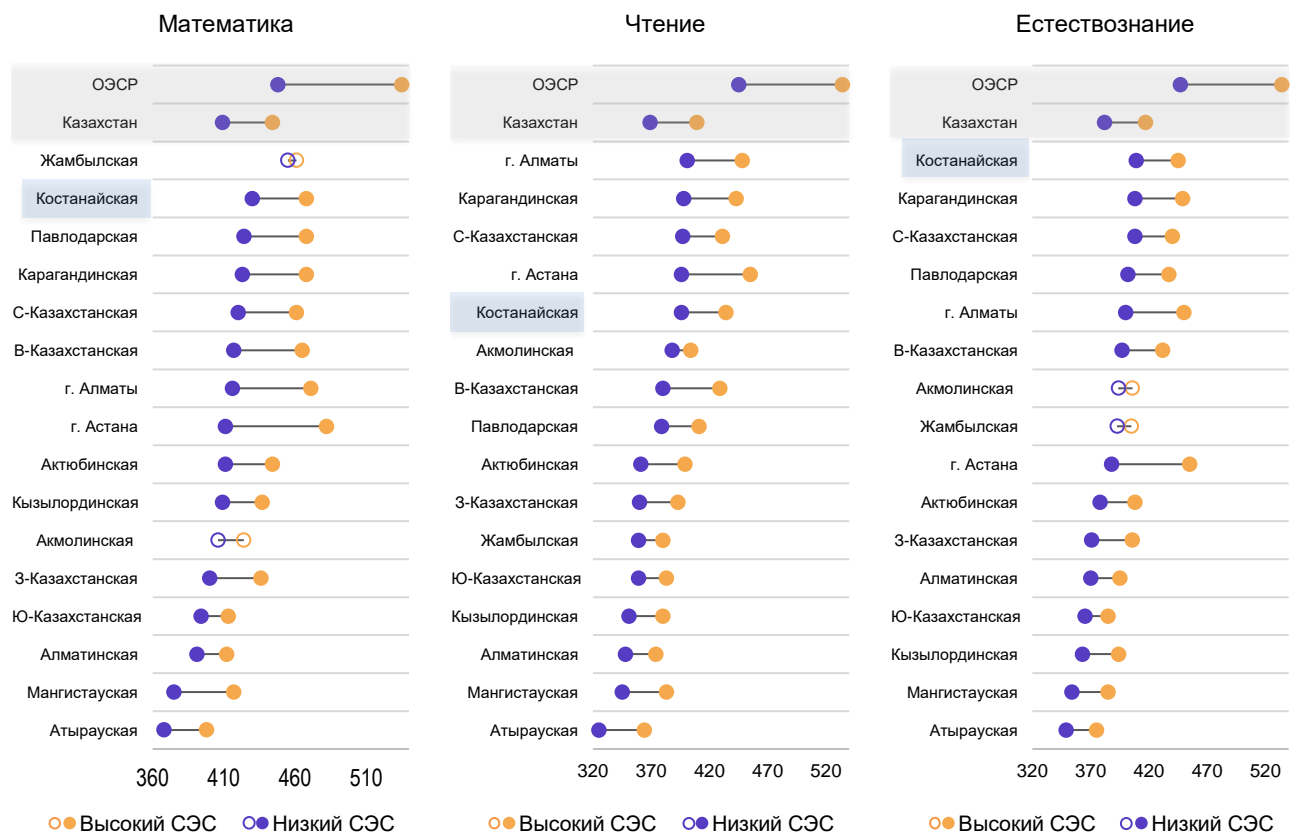 Математика
ОЭСР
Казахстан
Жамбылская
Костанайская
Павлодарская
Карагандинская
С-Казахстанская
В-Казахстанская
г. Алматы
г. Астана
Актюбинская
Кызылординская
Акмолинская
З-Казахстанская
Ю-Казахстанская
Алматинская
Мангистауская
Атырауская
360 410 460 510
Высокий СЭС Низкий СЭС
Чтение
ОЭСР
Казахстан
г. Алматы
Карагандинская
С-Казахстанская
г. Астана
Костанайская
Акмолинская
В-Казахстанская
Павлодарская
Актюбинская
З-Казахстанская
Жамбылская
Ю-Казахстанская
Кызылординская
Алматинская
Мангистауская
Атырауская
320 370 420 470 520
Высокий СЭС Низкий СЭС
Естествознание
ОЭСР
Казахстан
Костанайская
Карагандинская
С-Казахстанская
Павлодарская
г. Алматы
В-Казахстанская
Акмолинская
Жамбылская
г. Астана
Актюбинская
З-Казахстанская
Алматинская
Ю-Казахстанская
Кызылординская
Мангистауская
Атырауская
320 370 420 470 520
Высокий СЭС Низкий СЭС